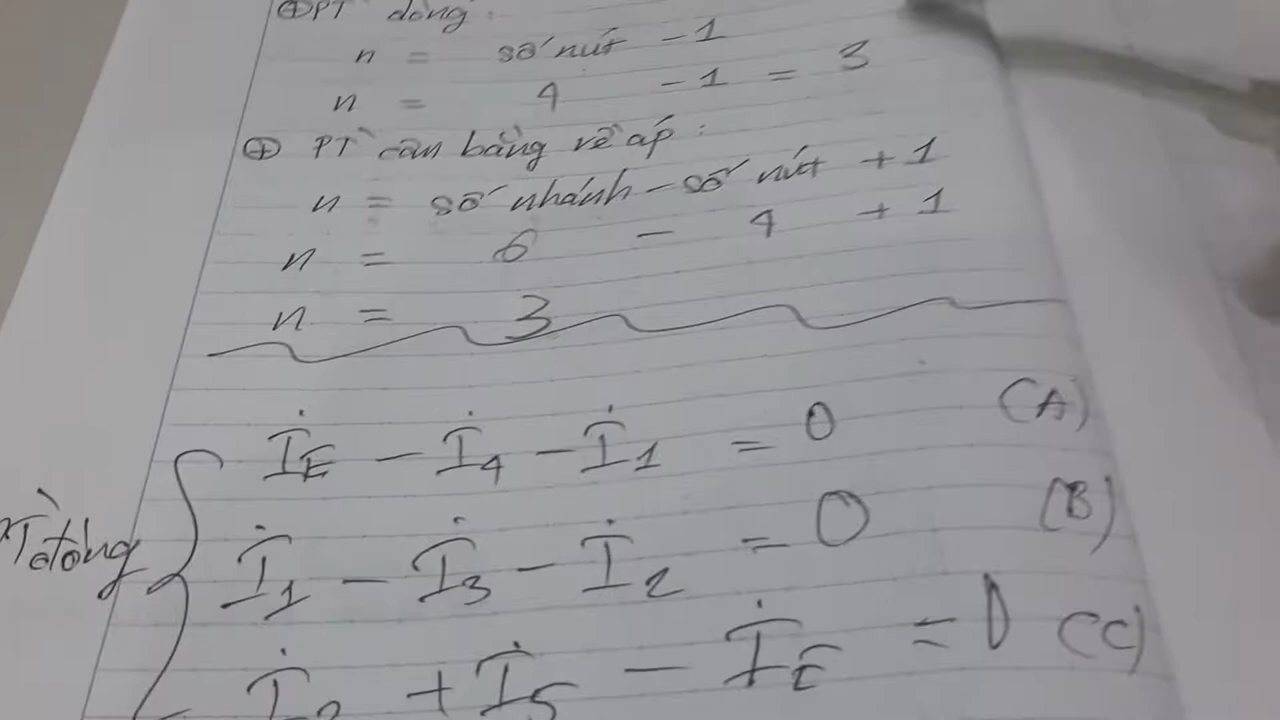 ⊕ PT dòng:
n = số nút - 1
n = 4 - 1 = 3
⊕ PT cân bằng về áp:
n = số nhánh - số nút + 1
n = 6 - 4 + 1
n = 3
İE - İ4 - İ1 = 0 (A)
İ1 - İ3 - İ2 = 0 (B)
İ2 + İ5 - İE = 0 (C)